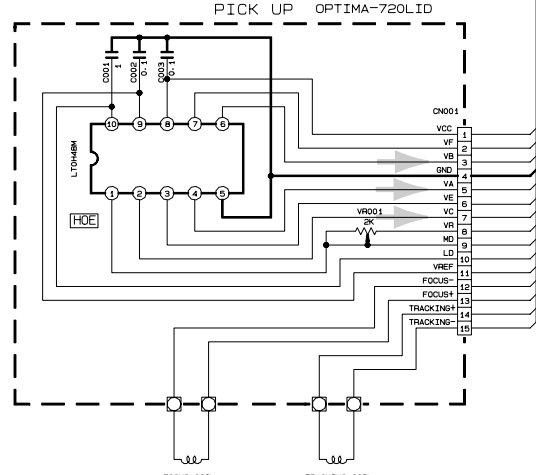 PICK UP OPTIMA-720LID
C001 1
C002 0.1
C003 0.1
CN001
10 9 8 7 6
LT0H48M
1 2 3 4 5
HOE
VR001
2K
VCC 1
VF 2
VB 3
GND 4
VA 5
VE 6
VC 7
VR 8
MD 9
LD 10
VREF 11
FOCUS- 12
FOCUS+ 13
TRACKING+ 14
TRACKING- 15